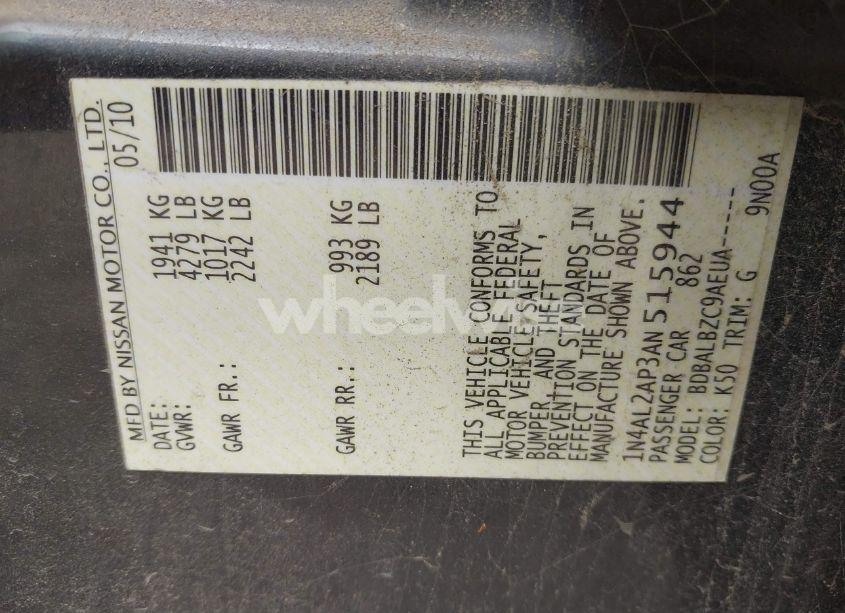 MFD BY NISSAN MOTOR CO., LTD.
05/10
DATE:
GVWR: 1941 KG
4279 LB
GAWR FR.: 1017 KG
2242 LB
GAWR RR.: 993 KG
2189 LB
THIS VEHICLE CONFORMS TO
ALL APPLICABLE FEDERAL
MOTOR VEHICLE SAFETY,
BUMPER, AND THEFT
PREVENTION STANDARDS IN
EFFECT ON THE DATE OF
MANUFACTURE SHOWN ABOVE.
1N4AL2AP3AN515944
PASSENGER CAR 862
MODEL: BDBALBZC9AEUA-----
COLOR: K50 TRIM: G 9N00A